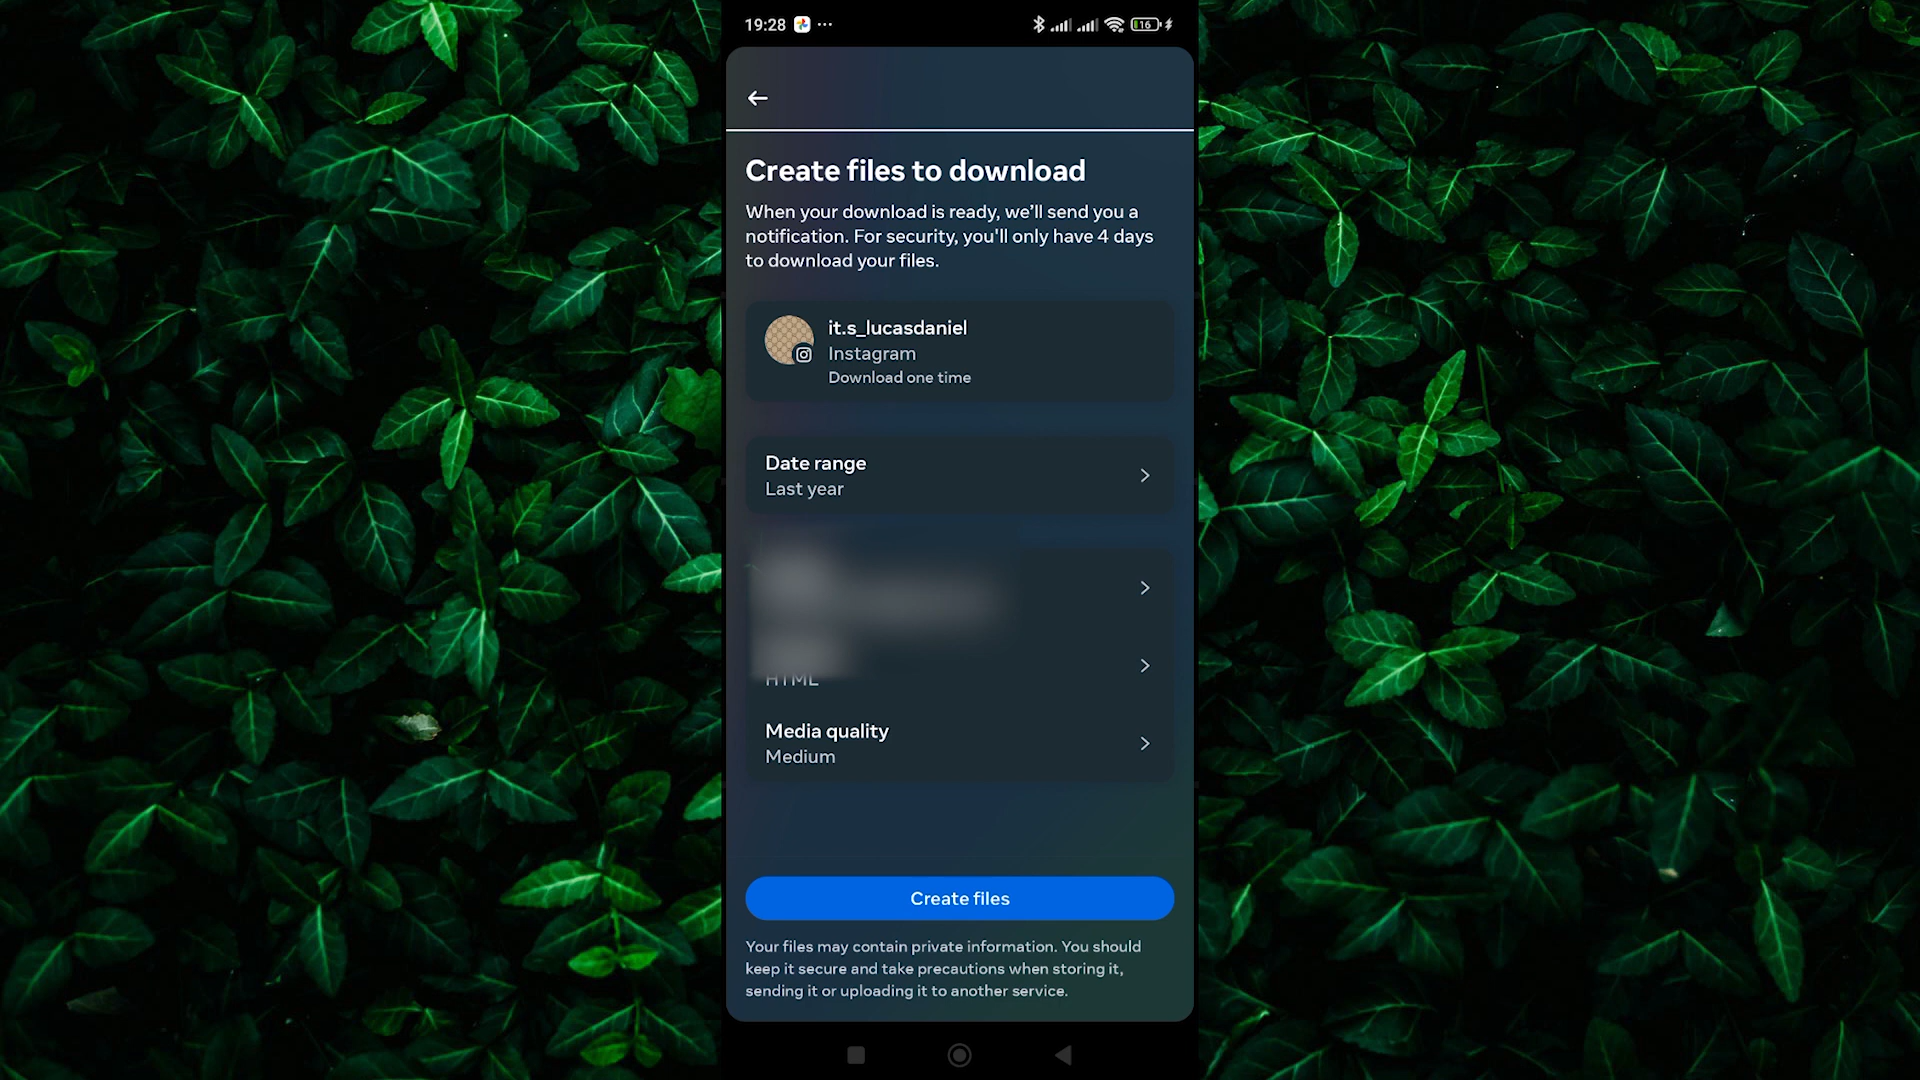 19:28
16
Create files to download
When your download is ready, we'll send you a
notification. For security, you'll only have 4 days
to download your files.
it.s_lucasdaniel
Instagram
Download one time
Date range
Last year
HTML
Media quality
Medium
Create files
Your files may contain private information. You should
keep it secure and take precautions when storing it,
sending it or uploading it to another service.